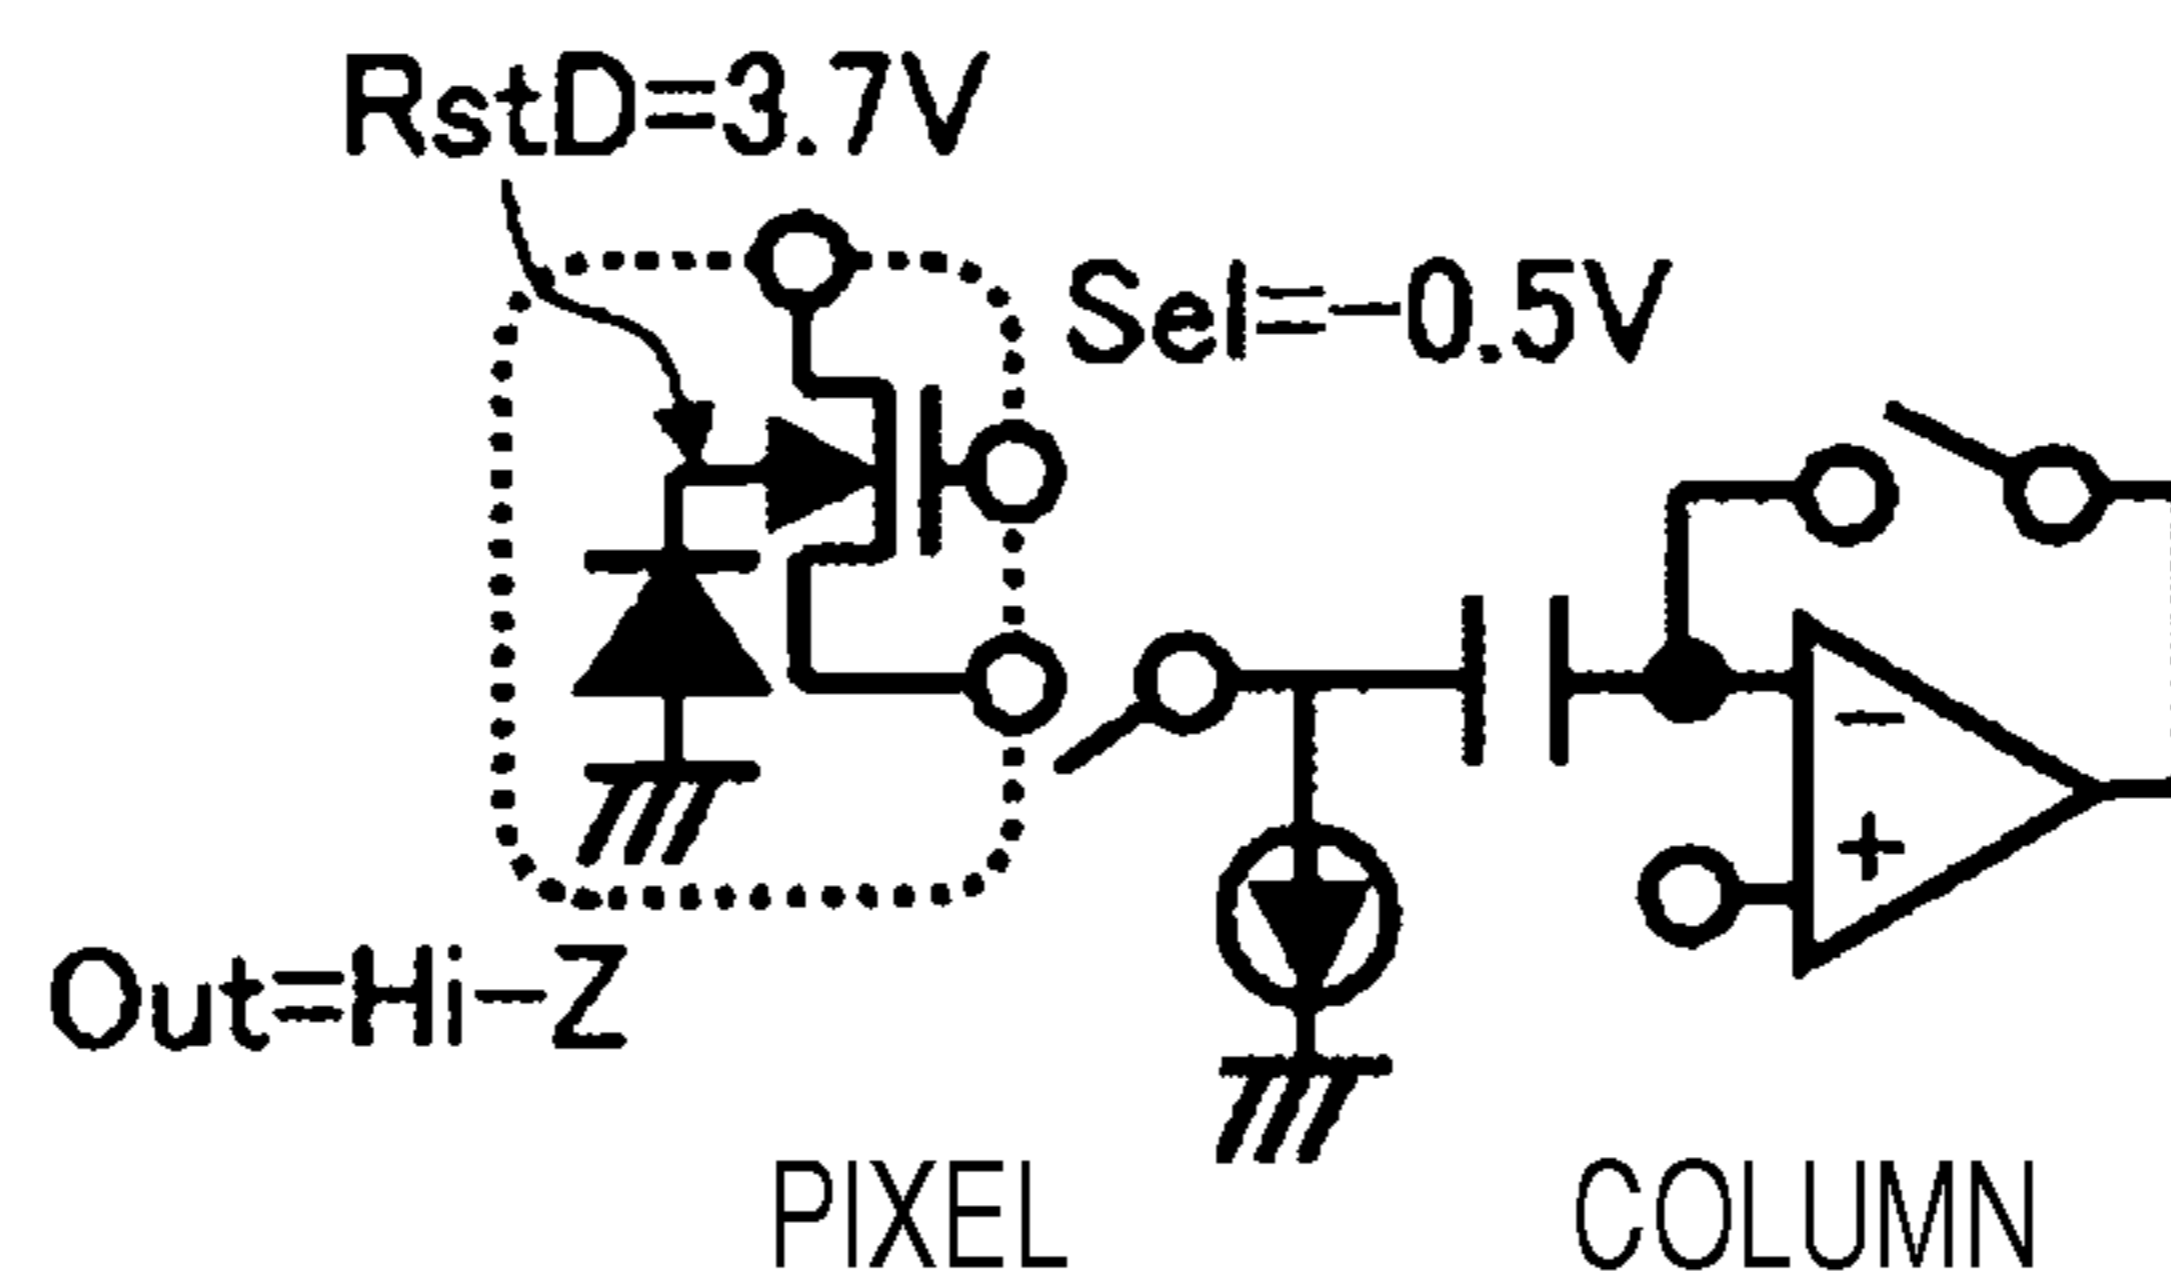 RstD=3.7V
Sel=-0.5V
-
+
Out=Hi-Z
PIXEL
COLUMN